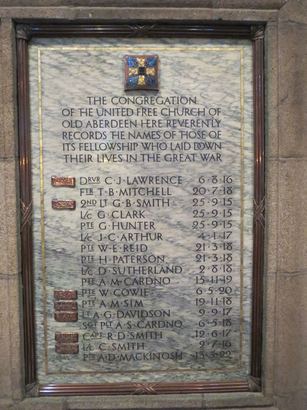 THE CONGREGATION
OF THE UNITED FREE CHURCH OF
OLD ABERDEEN HERE REVERENTLY
RECORDS THE NAMES OF THOSE OF
ITS FELLOWSHIP WHO LAID DOWN
THEIR LIVES IN THE GREAT WAR
DRVR C·J·LAWRENCE 6·8·16
FTR T·B·MITCHELL 20·7·18
2ND LT G·B·SMITH 25·9·15
L/C G·CLARK 25·9·15
PTE G·HUNTER 25·9·15
L/C J·C·ARTHUR 4·1·17
PTE W·E·REID 21·3·18
PTE H·PATERSON 21·3·18
L/C D·SUTHERLAND 2·8·18
PTE A·M·CARDNO 15·11·19
PTE W·COWIE 6·5·20
PTE A·M·SIM 19·11·18
LT A·G·DAVIDSON 9·9·17
PTE A·S·CARDNO 6·5·18
CAPT R·D·SMITH 12·6·17
L/C C·SMITH 2·7·16
PTE A·D·MACKINOSH 13·3·22